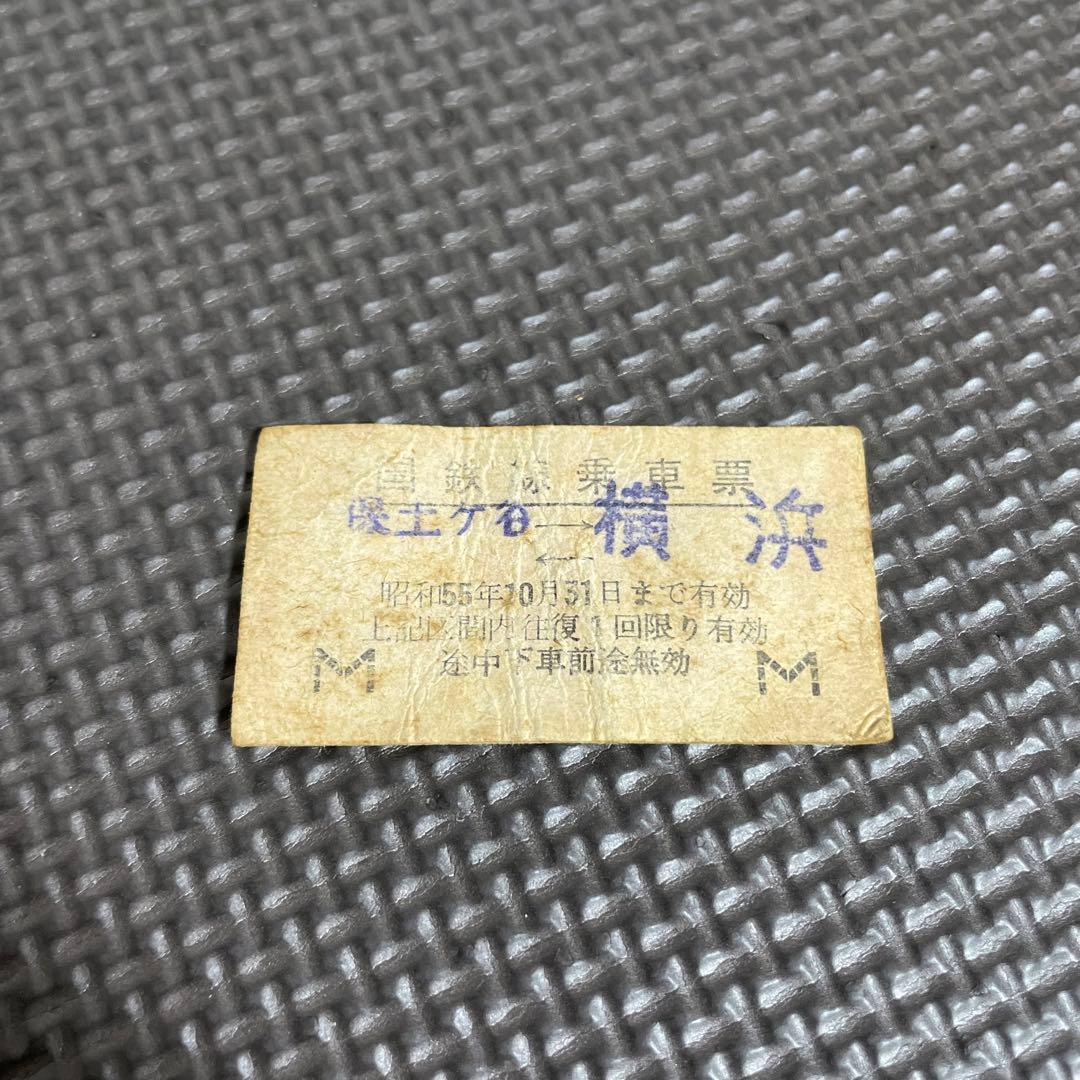 国鉄線乗車票
保土ケ谷 → 横浜
←
昭和55年10月31日まで有効
上記区間内往復1回限り有効
途中下車前途無効
M M